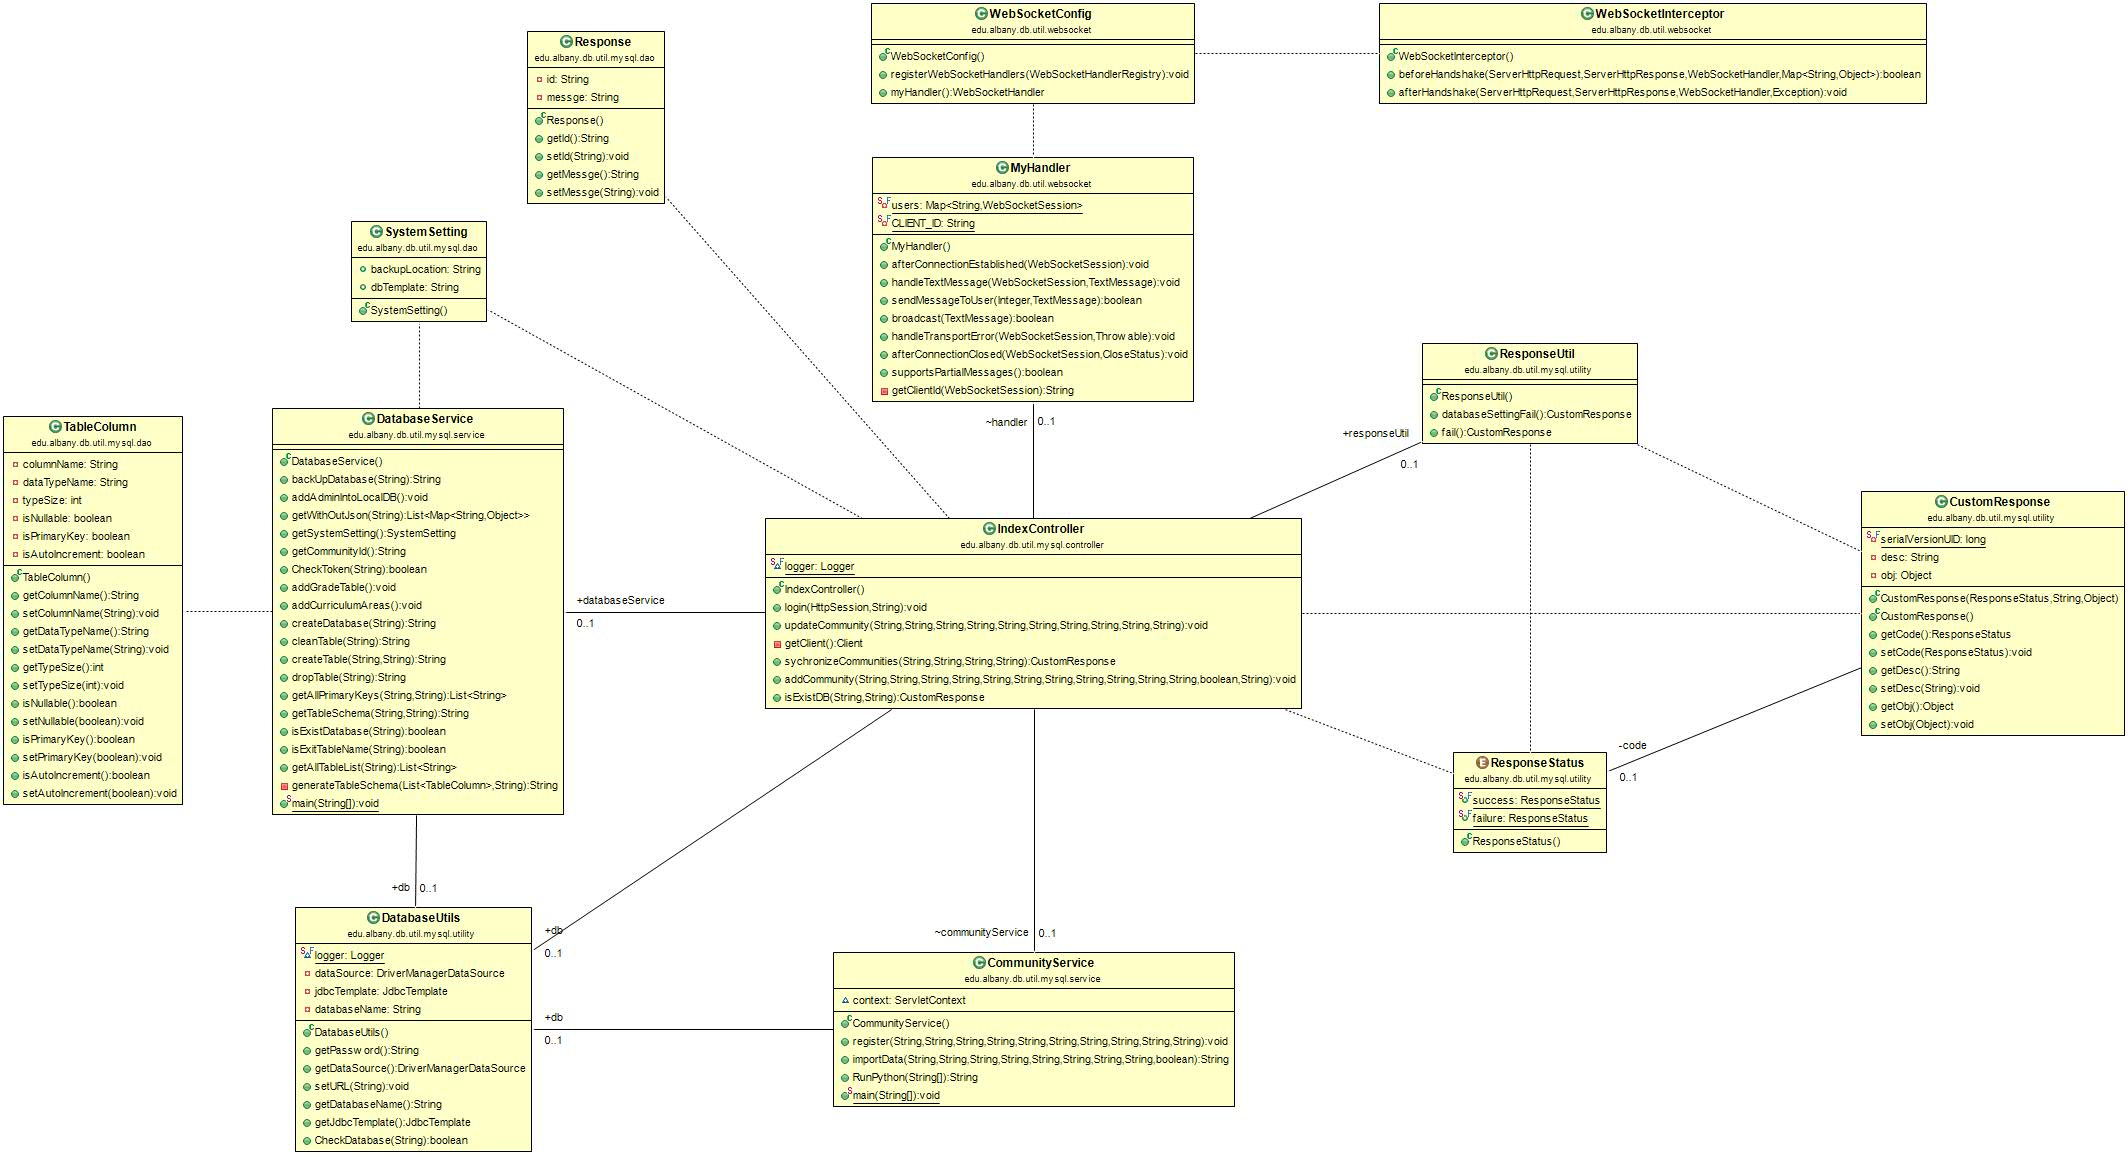 WebSocketConfig
edu.albany.db.util.websocket
WebSocketConfig()
registerWebSocketHandlers(WebSocketHandlerRegistry):void
myHandler():WebSocketHandler
WebSocketInterceptor
edu.albany.db.util.websocket
WebSocketInterceptor()
beforeHandshake(ServerHttpRequest,ServerHttpResponse,WebSocketHandler,Map<String,Object>):boolean
afterHandshake(ServerHttpRequest,ServerHttpResponse,WebSocketHandler,Exception):void
Response
edu.albany.db.util.mysql.dao
id: String
messge: String
Response()
getId():String
setId(String):void
getMessge():String
setMessge(String):void
MyHandler
edu.albany.db.util.websocket
users: Map<String,WebSocketSession>
CLIENT_ID: String
MyHandler()
afterConnectionEstablished(WebSocketSession):void
handleTextMessage(WebSocketSession,TextMessage):void
sendMessageToUser(Integer,TextMessage):boolean
broadcast(TextMessage):boolean
handleTransportError(WebSocketSession,Throwable):void
afterConnectionClosed(WebSocketSession,CloseStatus):void
supportsPartialMessages():boolean
getClientId(WebSocketSession):String
SystemSetting
edu.albany.db.util.mysql.dao
backupLocation: String
dbTemplate: String
SystemSetting()
~handler 0..1
ResponseUtil
edu.albany.db.util.mysql.utility
ResponseUtil()
databaseSettingFail():CustomResponse
fail():CustomResponse
+responseUtil
0..1
TableColumn
edu.albany.db.util.mysql.dao
columnName: String
dataTypeName: String
typeSize: int
isNullable: boolean
isPrimaryKey: boolean
isAutoIncrement: boolean
TableColumn()
getColumnName():String
setColumnName(String):void
getDataTypeName():String
setDataTypeName(String):void
getTypeSize():int
setTypeSize(int):void
isNullable():boolean
setNullable(boolean):void
isPrimaryKey():boolean
setPrimaryKey(boolean):void
isAutoIncrement():boolean
setAutoIncrement(boolean):void
DatabaseService
edu.albany.db.util.mysql.service
DatabaseService()
backUpDatabase(String):String
addAdminIntoLocalDB():void
getWithOutJson(String):List<Map<String,Object>>
getSystemSetting():SystemSetting
getCommunityId():String
CheckToken(String):boolean
addGradeTable():void
addCurriculumAreas():void
createDatabase(String):String
cleanTable(String):String
createTable(String,String):String
dropTable(String):String
getAllPrimaryKeys(String,String):List<String>
getTableSchema(String,String):String
isExistDatabase(String):boolean
isExitTableName(String):boolean
getAllTableList(String):List<String>
generateTableSchema(List<TableColumn>,String):String
main(String[]):void
+databaseService
0..1
IndexController
edu.albany.db.util.mysql.controller
logger: Logger
IndexController()
login(HttpSession,String):void
updateCommunity(String,String,String,String,String,String,String,String,String,String):void
getClient():Client
sychronizeCommunities(String,String,String,String):CustomResponse
addCommunity(String,String,String,String,String,String,String,String,String,String,boolean,String):void
isExistDB(String,String):CustomResponse
CustomResponse
edu.albany.db.util.mysql.utility
serialVersionUID: long
desc: String
obj: Object
CustomResponse(ResponseStatus,String,Object)
CustomResponse()
getCode():ResponseStatus
setCode(ResponseStatus):void
getDesc():String
setDesc(String):void
getObj():Object
setObj(Object):void
-code
0..1
ResponseStatus
edu.albany.db.util.mysql.utility
success: ResponseStatus
failure: ResponseStatus
ResponseStatus()
+db 0..1
DatabaseUtils
edu.albany.db.util.mysql.utility
logger: Logger
dataSource: DriverManagerDataSource
jdbcTemplate: JdbcTemplate
databaseName: String
DatabaseUtils()
getPassword():String
getDataSource():DriverManagerDataSource
setURL(String):void
getDatabaseName():String
getJdbcTemplate():JdbcTemplate
CheckDatabase(String):boolean
+db
0..1
+db
0..1
~communityService 0..1
CommunityService
edu.albany.db.util.mysql.service
context: ServletContext
CommunityService()
register(String,String,String,String,String,String,String,String,String,String):void
importData(String,String,String,String,String,String,String,String,boolean):String
RunPython(String[]):String
main(String[]):void